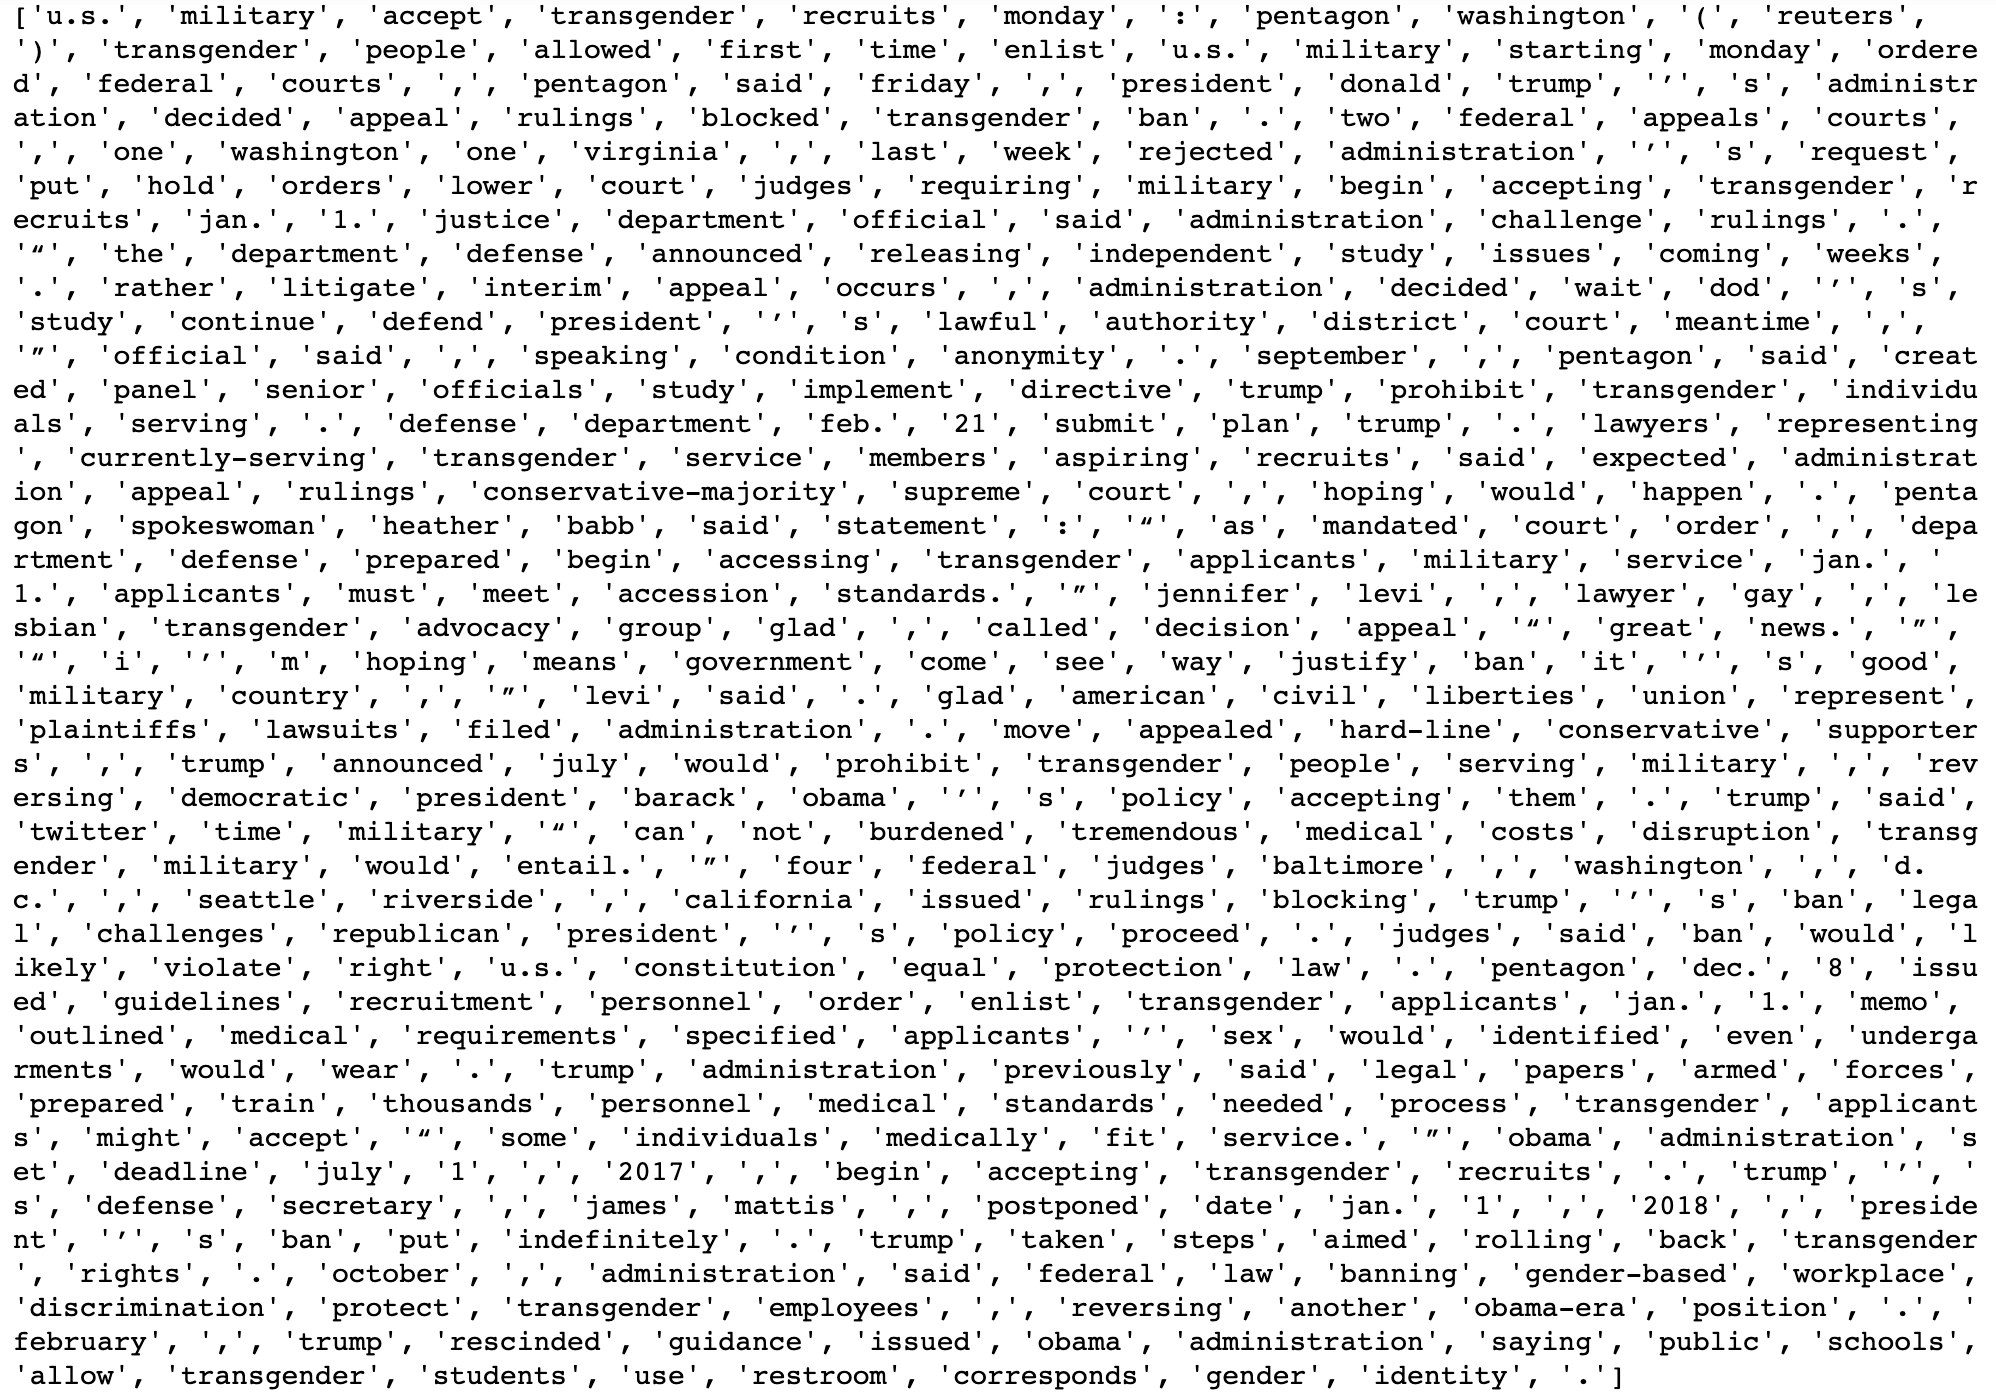 ['u.s.', 'military', 'accept', 'transgender', 'recruits', 'monday', ':', 'pentagon', 'washington', '(', 'reuters',
')', 'transgender', 'people', 'allowed', 'first', 'time', 'enlist', 'u.s.', 'military', 'starting', 'monday', 'ordere
d', 'federal', 'courts', ',', 'pentagon', 'said', 'friday', ',', 'president', 'donald', 'trump', '’', 's', 'administr
ation', 'decided', 'appeal', 'rulings', 'blocked', 'transgender', 'ban', '.', 'two', 'federal', 'appeals', 'courts',
',', 'one', 'washington', 'one', 'virginia', ',', 'last', 'week', 'rejected', 'administration', '’', 's', 'request',
'put', 'hold', 'orders', 'lower', 'court', 'judges', 'requiring', 'military', 'begin', 'accepting', 'transgender', 'r
ecruits', 'jan.', '1.', 'justice', 'department', 'official', 'said', 'administration', 'challenge', 'rulings', '.',
'“', 'the', 'department', 'defense', 'announced', 'releasing', 'independent', 'study', 'issues', 'coming', 'weeks',
'.', 'rather', 'litigate', 'interim', 'appeal', 'occurs', ',', 'administration', 'decided', 'wait', 'dod', '’', 's',
'study', 'continue', 'defend', 'president', '’', 's', 'lawful', 'authority', 'district', 'court', 'meantime', ',',
'”', 'official', 'said', ',', 'speaking', 'condition', 'anonymity', '.', 'september', ',', 'pentagon', 'said', 'creat
ed', 'panel', 'senior', 'officials', 'study', 'implement', 'directive', 'trump', 'prohibit', 'transgender', 'individu
als', 'serving', '.', 'defense', 'department', 'feb.', '21', 'submit', 'plan', 'trump', '.', 'lawyers', 'representing
', 'currently-serving', 'transgender', 'service', 'members', 'aspiring', 'recruits', 'said', 'expected', 'administrat
ion', 'appeal', 'rulings', 'conservative-majority', 'supreme', 'court', ',', 'hoping', 'would', 'happen', '.', 'penta
gon', 'spokeswoman', 'heather', 'babb', 'said', 'statement', ':', '“', 'as', 'mandated', 'court', 'order', ',', 'depa
rtment', 'defense', 'prepared', 'begin', 'accessing', 'transgender', 'applicants', 'military', 'service', 'jan.', '
1.', 'applicants', 'must', 'meet', 'accession', 'standards.', '”', 'jennifer', 'levi', ',', 'lawyer', 'gay', ',', 'le
sbian', 'transgender', 'advocacy', 'group', 'glad', ',', 'called', 'decision', 'appeal', '“', 'great', 'news.', '”',
'“', 'i', '’', 'm', 'hoping', 'means', 'government', 'come', 'see', 'way', 'justify', 'ban', 'it', '’', 's', 'good',
'military', 'country', ',', '”', 'levi', 'said', '.', 'glad', 'american', 'civil', 'liberties', 'union', 'represent',
'plaintiffs', 'lawsuits', 'filed', 'administration', '.', 'move', 'appealed', 'hard-line', 'conservative', 'supporter
s', ',', 'trump', 'announced', 'july', 'would', 'prohibit', 'transgender', 'people', 'serving', 'military', ',', 'rev
ersing', 'democratic', 'president', 'barack', 'obama', '’', 's', 'policy', 'accepting', 'them', '.', 'trump', 'said',
'twitter', 'time', 'military', '“', 'can', 'not', 'burdened', 'tremendous', 'medical', 'costs', 'disruption', 'transg
ender', 'military', 'would', 'entail.', '”', 'four', 'federal', 'judges', 'baltimore', ',', 'washington', ',', 'd.
c.', ',', 'seattle', 'riverside', ',', 'california', 'issued', 'rulings', 'blocking', 'trump', '’', 's', 'ban', 'lega
l', 'challenges', 'republican', 'president', '’', 's', 'policy', 'proceed', '.', 'judges', 'said', 'ban', 'would', 'l
ikely', 'violate', 'right', 'u.s.', 'constitution', 'equal', 'protection', 'law', '.', 'pentagon', 'dec.', '8', 'issu
ed', 'guidelines', 'recruitment', 'personnel', 'order', 'enlist', 'transgender', 'applicants', 'jan.', '1.', 'memo',
'outlined', 'medical', 'requirements', 'specified', 'applicants', '’', 'sex', 'would', 'identified', 'even', 'underga
rments', 'would', 'wear', '.', 'trump', 'administration', 'previously', 'said', 'legal', 'papers', 'armed', 'forces',
'prepared', 'train', 'thousands', 'personnel', 'medical', 'standards', 'needed', 'process', 'transgender', 'applicant
s', 'might', 'accept', '“', 'some', 'individuals', 'medically', 'fit', 'service.', '”', 'obama', 'administration', 's
et', 'deadline', 'july', '1', ',', '2017', ',', 'begin', 'accepting', 'transgender', 'recruits', '.', 'trump', '’', '
s', 'defense', 'secretary', ',', 'james', 'mattis', ',', 'postponed', 'date', 'jan.', '1', ',', '2018', ',', 'preside
nt', '’', 's', 'ban', 'put', 'indefinitely', '.', 'trump', 'taken', 'steps', 'aimed', 'rolling', 'back', 'transgender
', 'rights', '.', 'october', ',', 'administration', 'said', 'federal', 'law', 'banning', 'gender-based', 'workplace',
'discrimination', 'protect', 'transgender', 'employees', ',', 'reversing', 'another', 'obama-era', 'position', '.', '
february', ',', 'trump', 'rescinded', 'guidance', 'issued', 'obama', 'administration', 'saying', 'public', 'schools',
'allow', 'transgender', 'students', 'use', 'restroom', 'corresponds', 'gender', 'identity', '.']